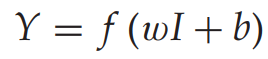 Y = f (wI + b)